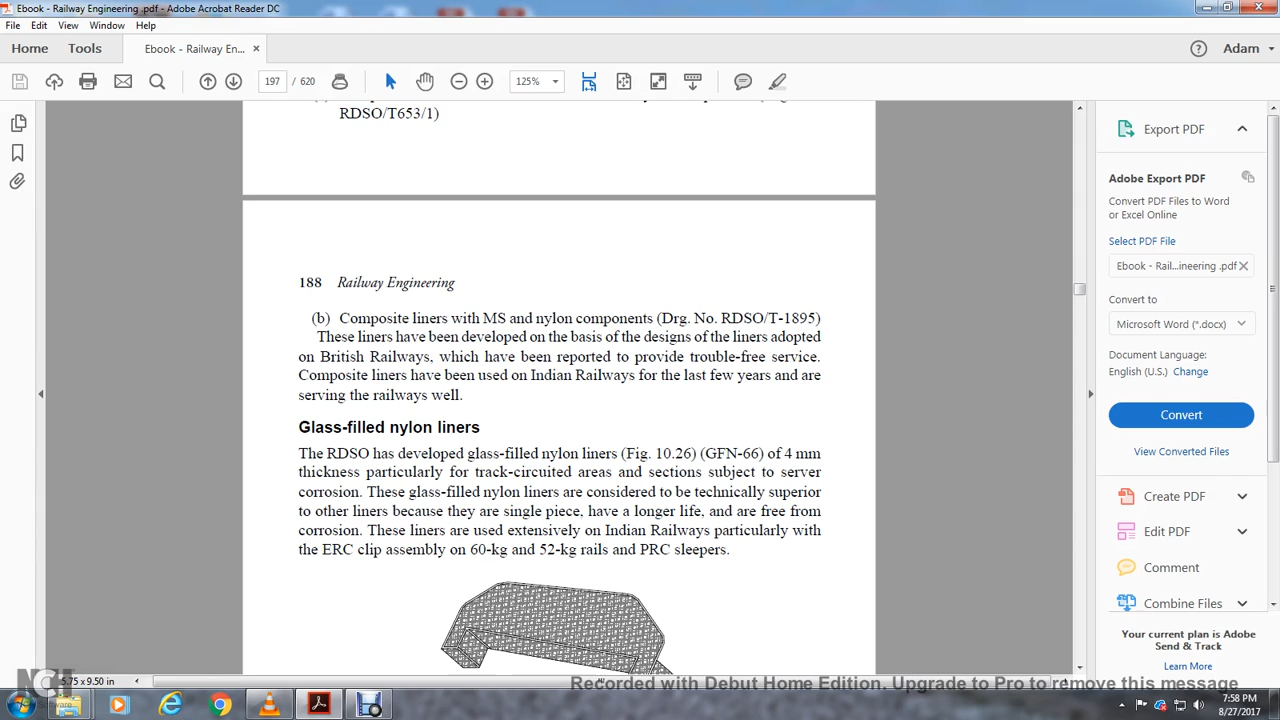 Ebook - Railway Engineering .pdf - Adobe Acrobat Reader DC
File Edit View Window Help
Home Tools Ebook - Railway En... × Adam
197 / 620 125%
RDSO/T653/1)
188 Railway Engineering
(b) Composite liners with MS and nylon components (Drg. No. RDSO/T-1895)
These liners have been developed on the basis of the designs of the liners adopted
on British Railways, which have been reported to provide trouble-free service.
Composite liners have been used on Indian Railways for the last few years and are
serving the railways well.
Glass-filled nylon liners
The RDSO has developed glass-filled nylon liners (Fig. 10.26) (GFN-66) of 4 mm
thickness particularly for track-circuited areas and sections subject to server
corrosion. These glass-filled nylon liners are considered to be technically superior
to other liners because they are single piece, have a longer life, and are free from
corrosion. These liners are used extensively on Indian Railways particularly with
the ERC clip assembly on 60-kg and 52-kg rails and PRC sleepers.
Export PDF
Adobe Export PDF
Convert PDF Files to Word
or Excel Online
Select PDF File
Ebook - Rail...ineering .pdf ×
Convert to
Microsoft Word (*.docx)
Document Language:
English (U.S.) Change
Convert
View Converted Files
Create PDF
Edit PDF
Comment
Combine Files
Your current plan is Adobe
Send & Track
Learn More
5.75 x 9.50 in
Recorded with Debut Home Edition. Upgrade to Pro to remove this message
NCH Software
7:58 PM
8/27/2017